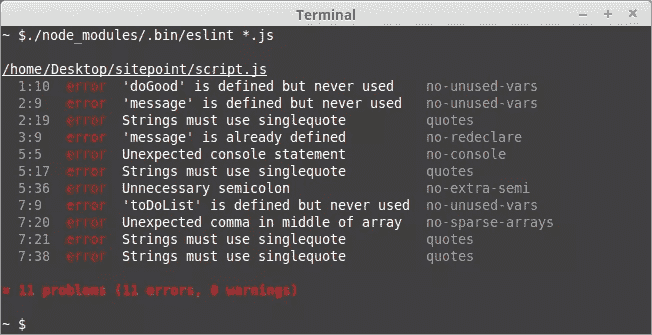 Terminal
~ $./node_modules/.bin/eslint *.js
/home/Desktop/sitepoint/script.js
1:10 error 'doGood' is defined but never used no-unused-vars
2:9 error 'message' is defined but never used no-unused-vars
2:19 error Strings must use singlequote quotes
3:9 error 'message' is already defined no-redeclare
5:5 error Unexpected console statement no-console
5:17 error Strings must use singlequote quotes
5:36 error Unnecessary semicolon no-extra-semi
7:9 error 'toDoList' is defined but never used no-unused-vars
7:20 error Unexpected comma in middle of array no-sparse-arrays
7:21 error Strings must use singlequote quotes
7:38 error Strings must use singlequote quotes
11 problems (11 errors, 0 warnings)
~ $